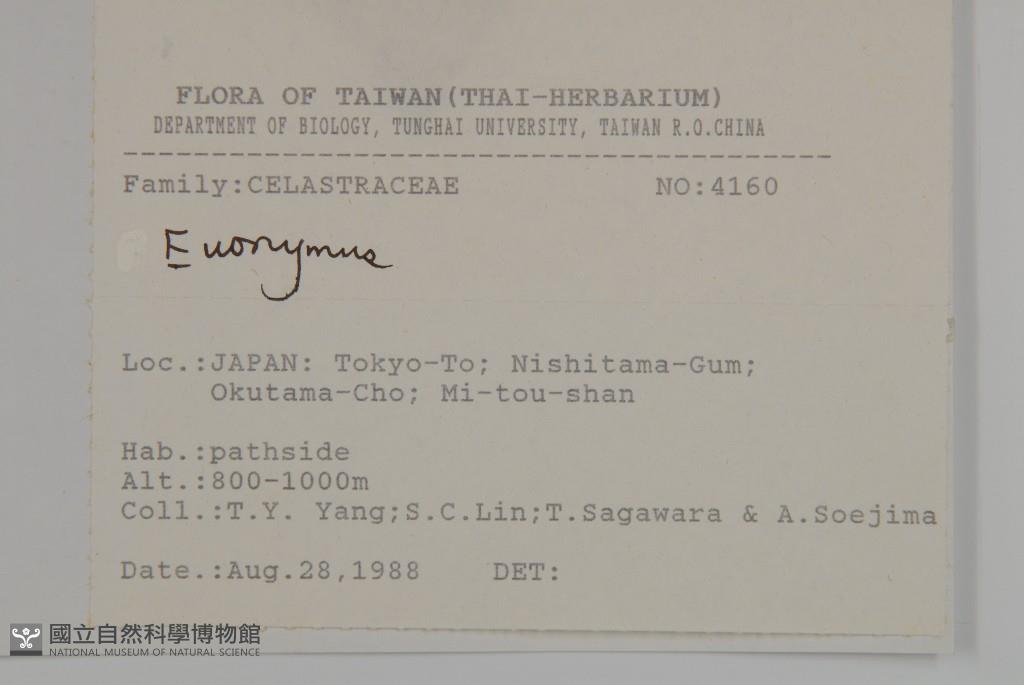 FLORA OF TAIWAN(THAI-HERBARIUM)
DEPARTMENT OF BIOLOGY, TUNGHAI UNIVERSITY, TAIWAN R.O.CHINA
Family:CELASTRACEAE NO:4160
Euonymus
Loc.:JAPAN: Tokyo-To; Nishitama-Gum;
Okutama-Cho; Mi-tou-shan
Hab.:pathside
Alt.:800-1000m
Coll.:T.Y. Yang;S.C.Lin;T.Sagawara & A.Soejima
Date.:Aug.28,1988 DET:
國立自然科學博物館
NATIONAL MUSEUM OF NATURAL SCIENCE